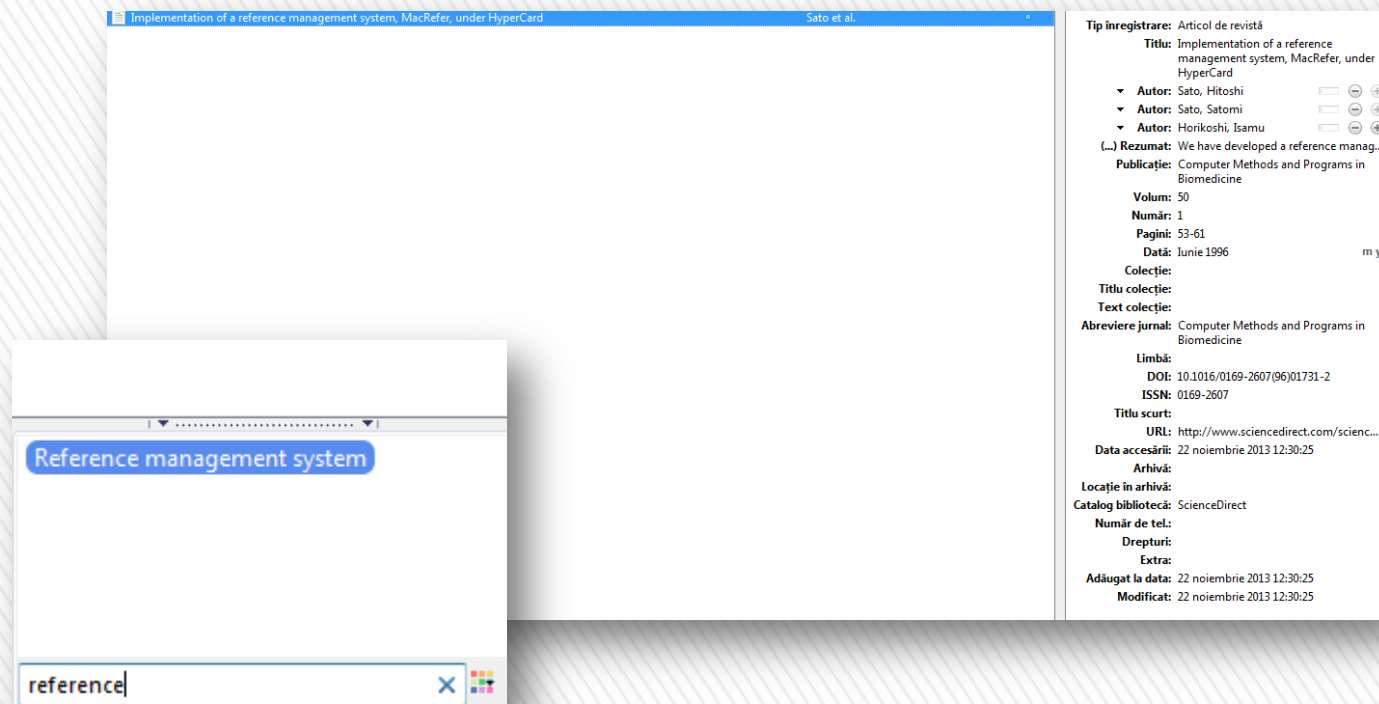 Implementation of a reference management system, MacRefer, under HyperCard Sato et al.
Tip înregistrare: Articol de revistă
Titlu: Implementation of a reference
management system, MacRefer, under
HyperCard
Autor: Sato, Hitoshi
Autor: Sato, Satomi
Autor: Horikoshi, Isamu
(...) Rezumat: We have developed a reference manag...
Publicație: Computer Methods and Programs in
Biomedicine
Volum: 50
Număr: 1
Pagini: 53-61
Dată: Iunie 1996 m y
Colecție:
Titlu colecție:
Text colecție:
Abreviere jurnal: Computer Methods and Programs in
Biomedicine
Limbă:
DOI: 10.1016/0169-2607(96)01731-2
ISSN: 0169-2607
Titlu scurt:
URL: http://www.sciencedirect.com/scienc...
Data accesării: 22 noiembrie 2013 12:30:25
Arhivă:
Locație în arhivă:
Catalog bibliotecă: ScienceDirect
Număr de tel.:
Drepturi:
Extra:
Adăugat la data: 22 noiembrie 2013 12:30:25
Modificat: 22 noiembrie 2013 12:30:25
Reference management system
reference